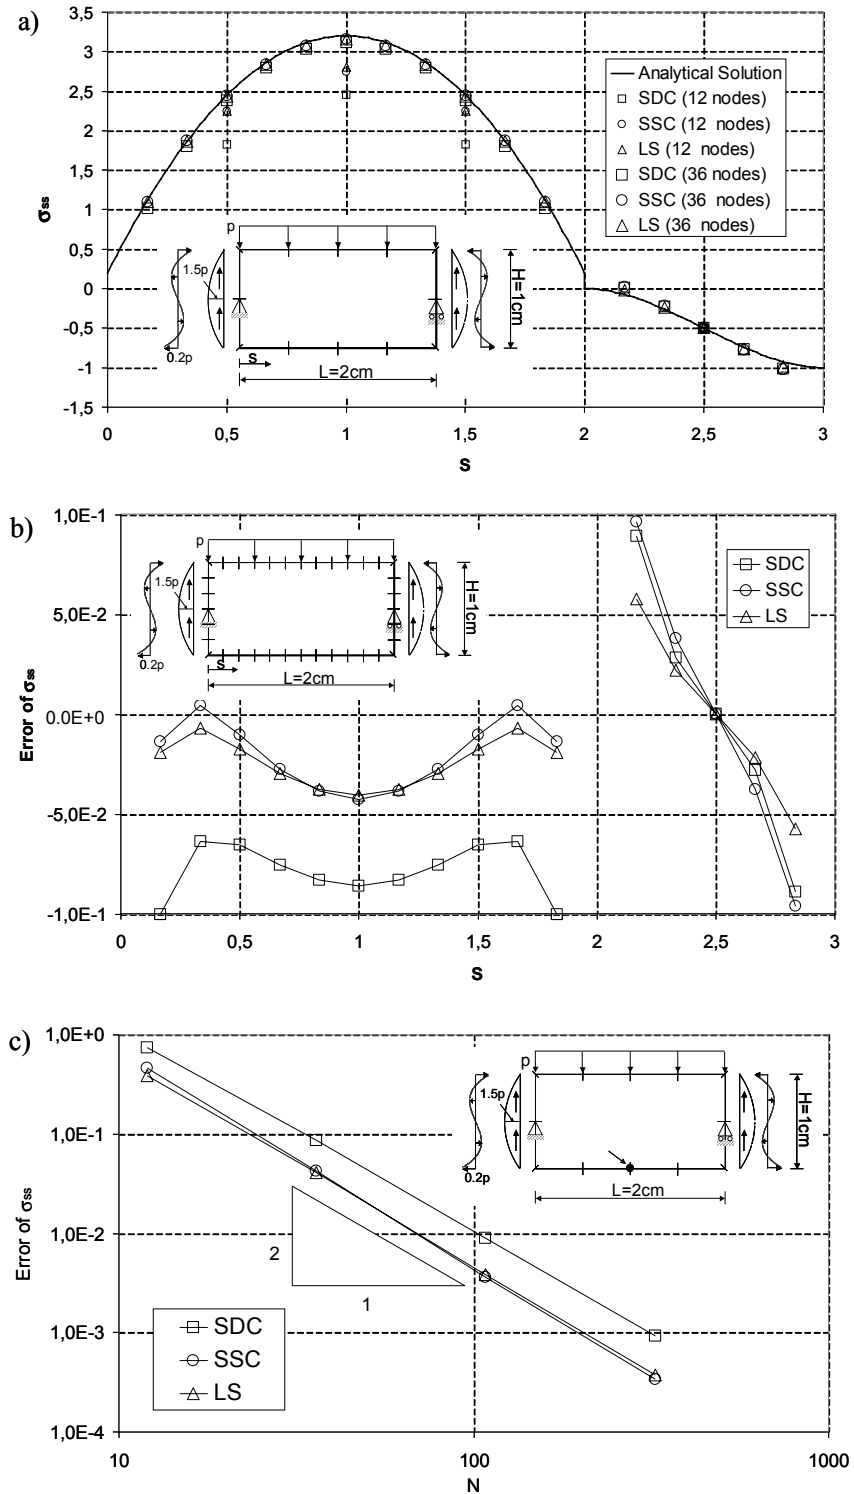 a)
3,5
3
2,5
2
1,5
1
0,5
0
-0,5
-1
-1,5
σss
Analytical Solution
SDC (12 nodes)
SSC (12 nodes)
LS (12 nodes)
SDC (36 nodes)
SSC (36 nodes)
LS (36 nodes)
p
1.5p
0.2p
H=1cm
S
L=2cm
0 0,5 1 1,5 2 2,5 3
s
b)
1,0E-1
5,0E-2
0,0E+0
-5,0E-2
-1,0E-1
Error of σss
SDC
SSC
LS
p
1.5p
0.2p
H=1cm
S
L=2cm
0 0,5 1 1,5 2 2,5 3
s
c)
1,0E+0
1,0E-1
1,0E-2
1,0E-3
1,0E-4
Error of σss
p
1.5p
0.2p
H=1cm
L=2cm
2
1
SDC
SSC
LS
10 100 1000
N